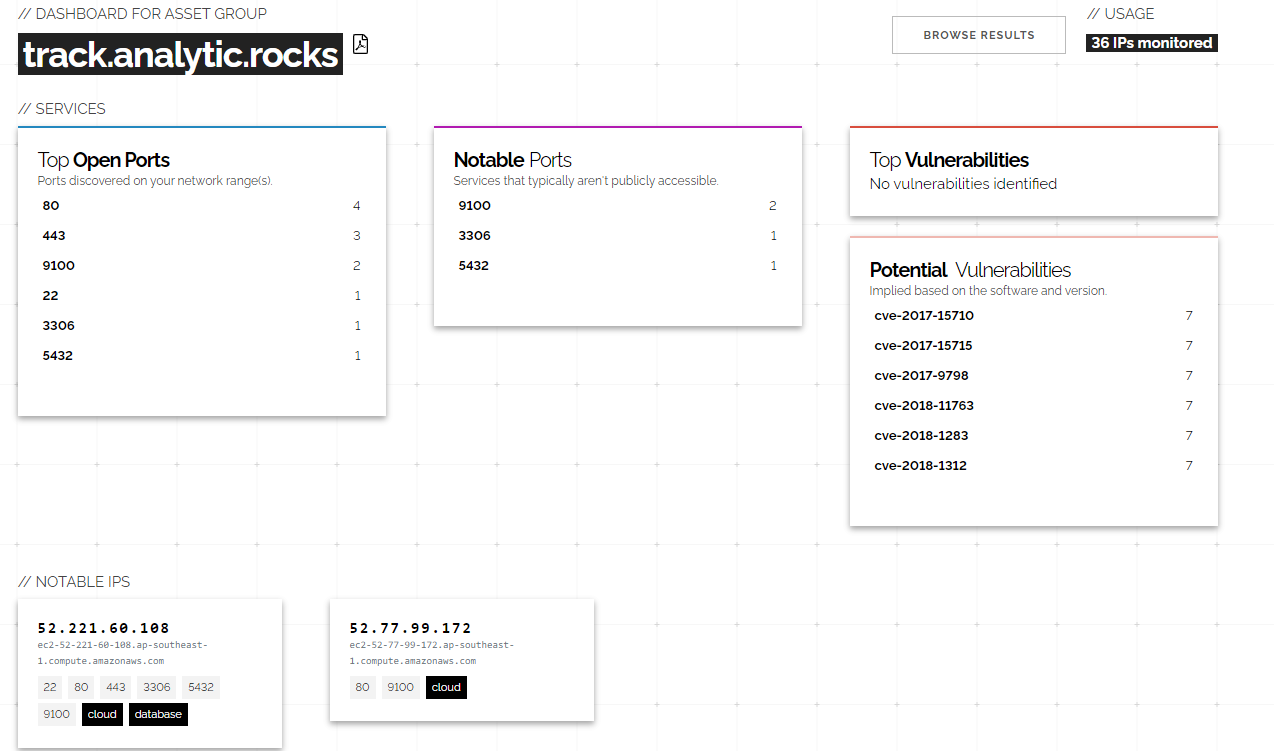 // DASHBOARD FOR ASSET GROUP
track.analytic.rocks
BROWSE RESULTS
// USAGE
36 IPs monitored
// SERVICES
Top Open Ports
Ports discovered on your network range(s).
80 4
443 3
9100 2
22 1
3306 1
5432 1
Notable Ports
Services that typically aren't publicly accessible.
9100 2
3306 1
5432 1
Top Vulnerabilities
No vulnerabilities identified
Potential Vulnerabilities
Implied based on the software and version.
cve-2017-15710 7
cve-2017-15715 7
cve-2017-9798 7
cve-2018-11763 7
cve-2018-1283 7
cve-2018-1312 7
// NOTABLE IPS
52.221.60.108
ec2-52-221-60-108.ap-southeast-
1.compute.amazonaws.com
22 80 443 3306 5432
9100 cloud database
52.77.99.172
ec2-52-77-99-172.ap-southeast-
1.compute.amazonaws.com
80 9100 cloud